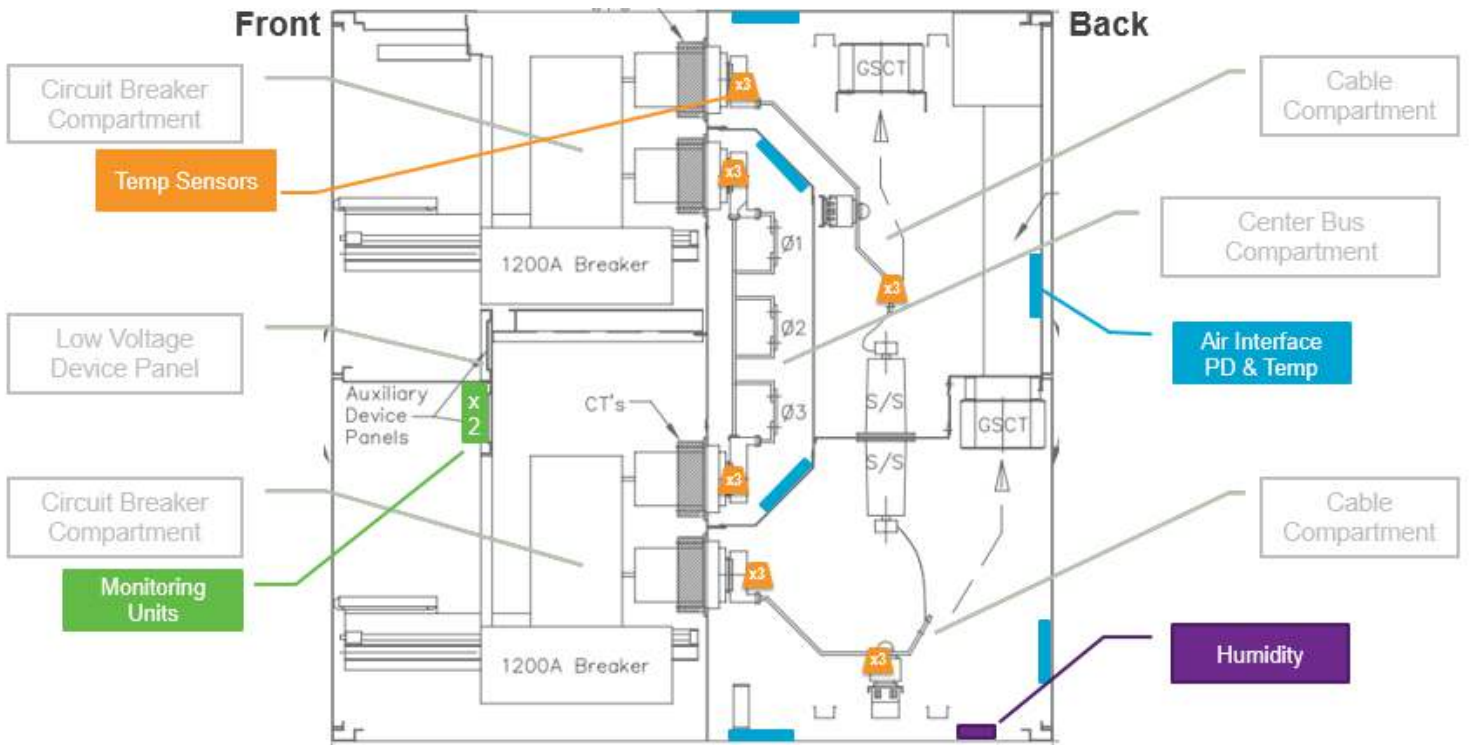 Front
Back
Circuit Breaker
Compartment
Temp Sensors
x3
GSCT
Cable
Compartment
x3
Ø1
Center Bus
Compartment
1200A Breaker
x3
Ø2
Low Voltage
Device Panel
Air Interface
PD & Temp
Auxiliary
Device
Panels
x
2
CT's
Ø3
S/S
GSCT
S/S
x3
Circuit Breaker
Compartment
Cable
Compartment
x3
Monitoring
Units
1200A Breaker
x3
Humidity